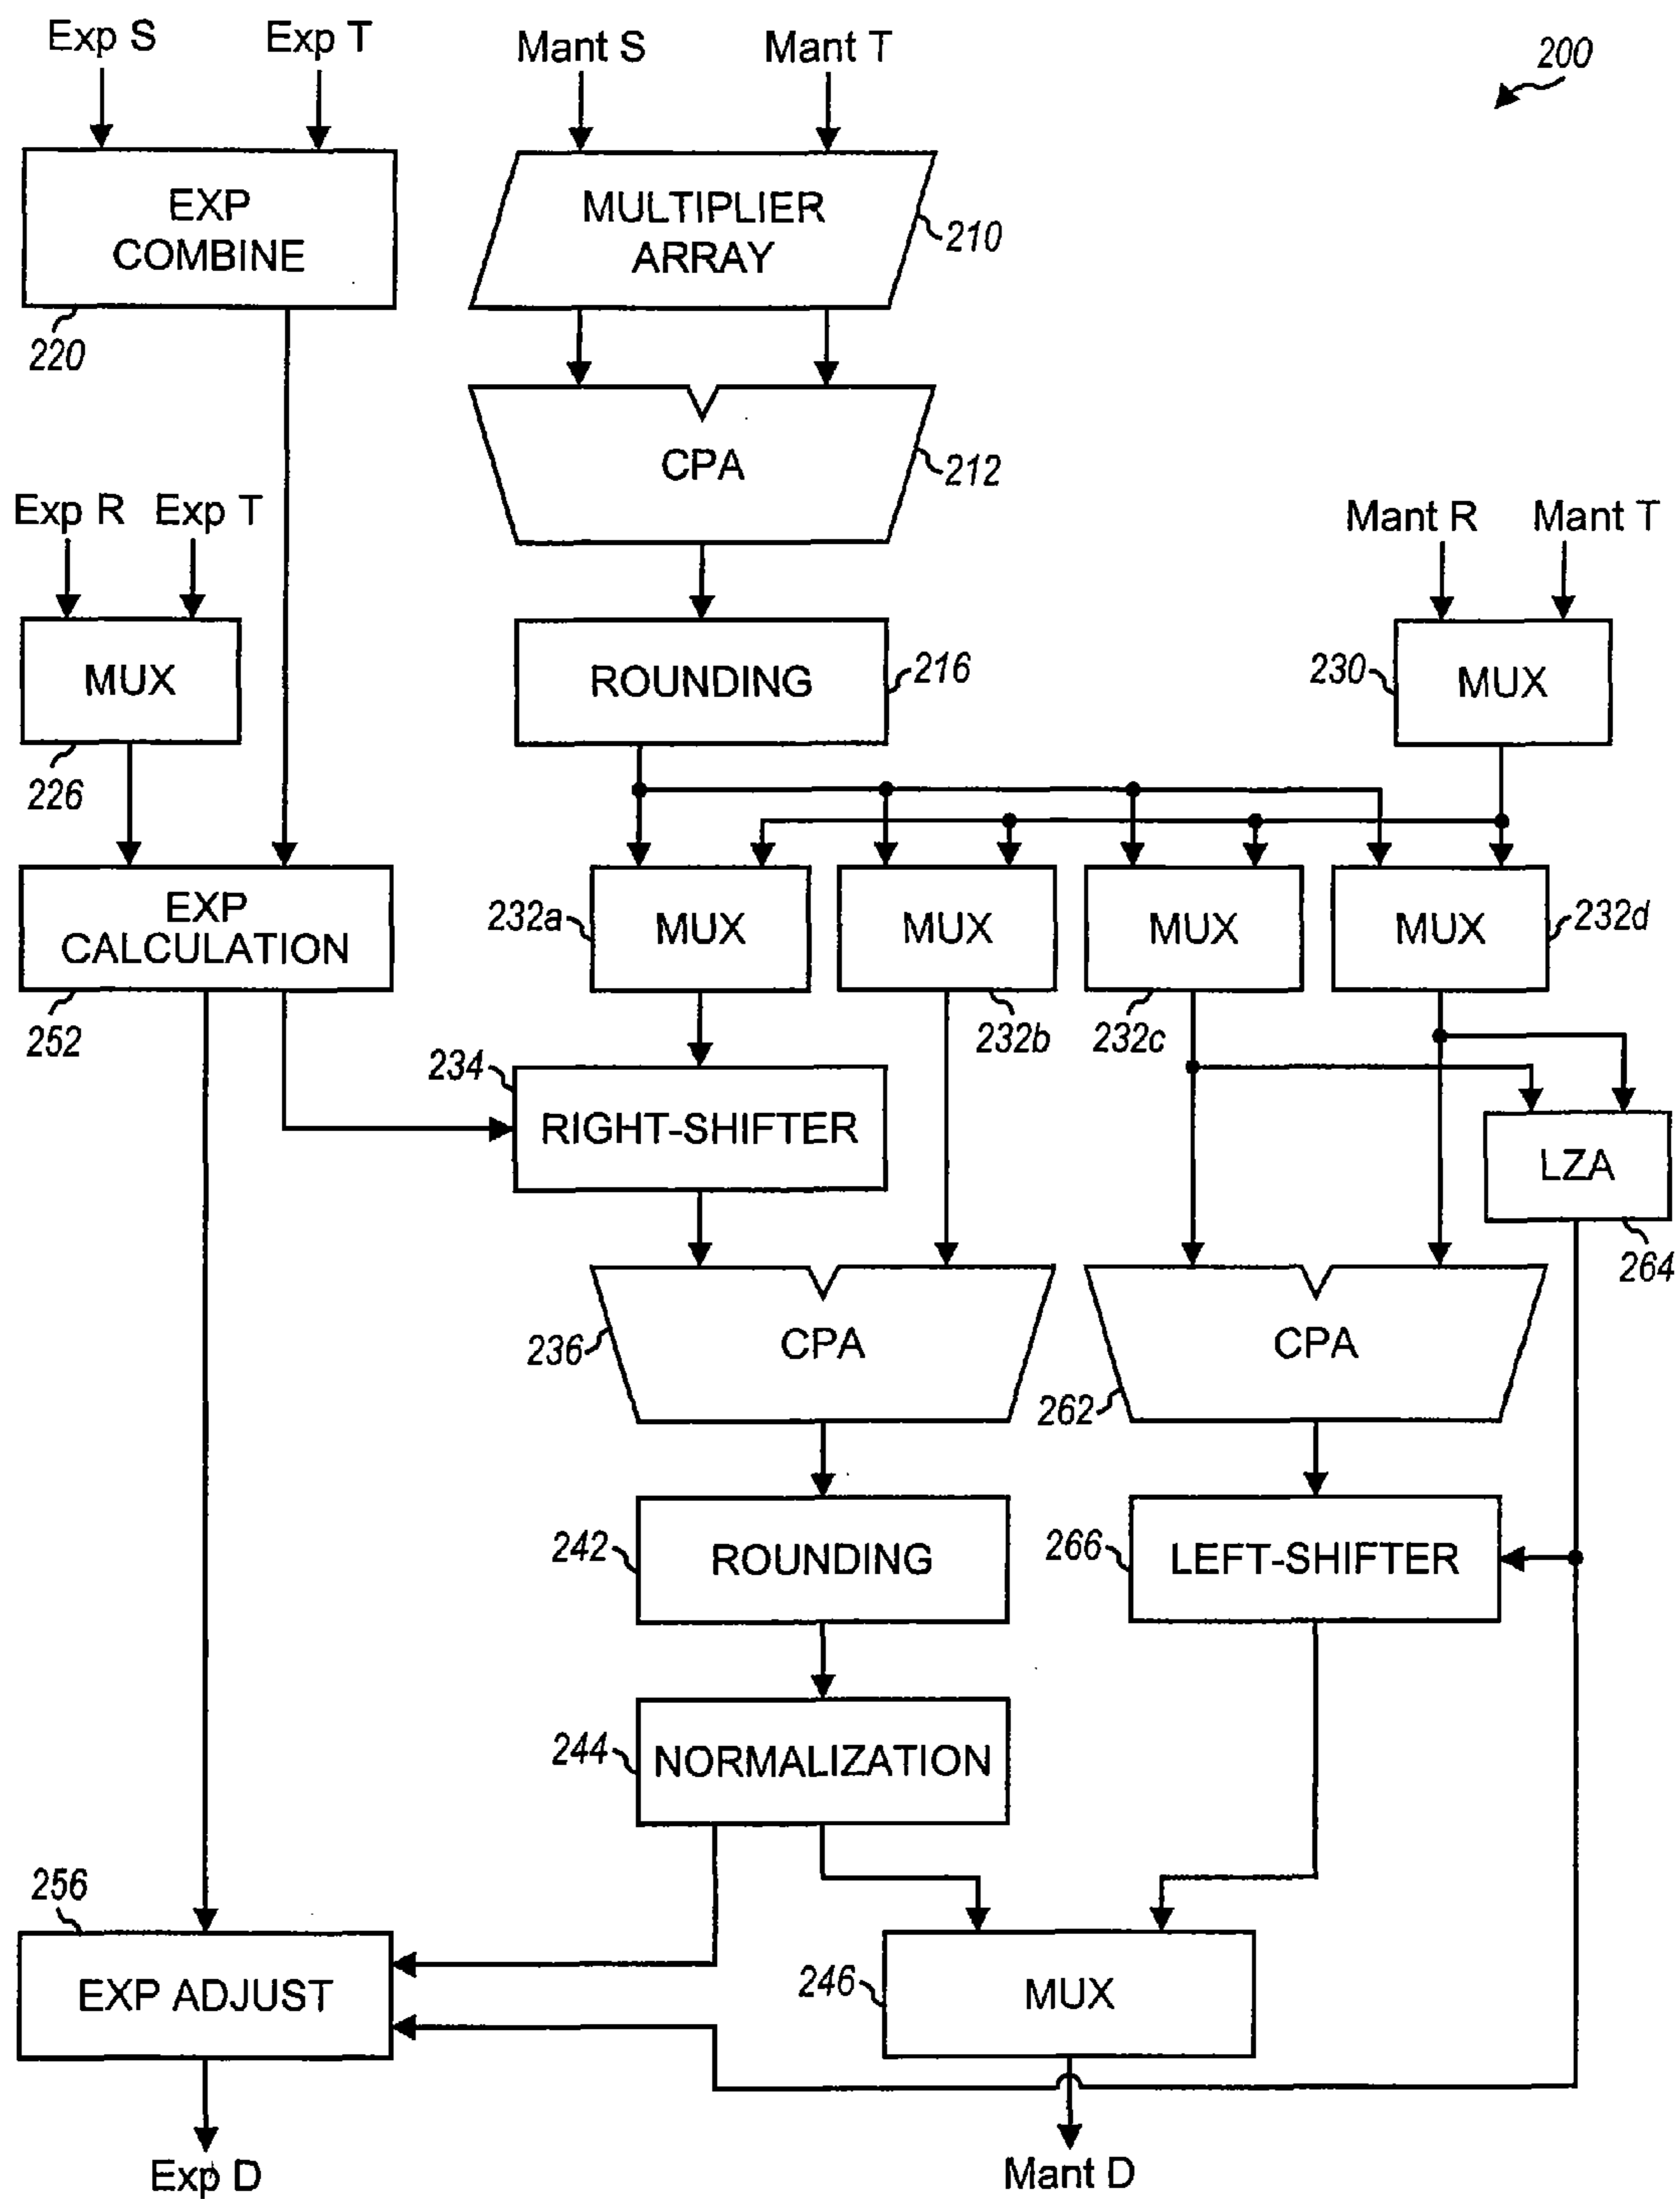 Exp S
Exp T
Mant S
Mant T
200
EXP
COMBINE
220
MULTIPLIER
ARRAY
210
CPA
212
Exp R
Exp T
Mant R
Mant T
MUX
226
ROUNDING
216
230
MUX
EXP
CALCULATION
252
232a
MUX
MUX
232b
MUX
232c
MUX
232d
234
RIGHT-SHIFTER
LZA
264
236
CPA
262
CPA
242
ROUNDING
266
LEFT-SHIFTER
244
NORMALIZATION
256
EXP ADJUST
246
MUX
Exp D
Mant D